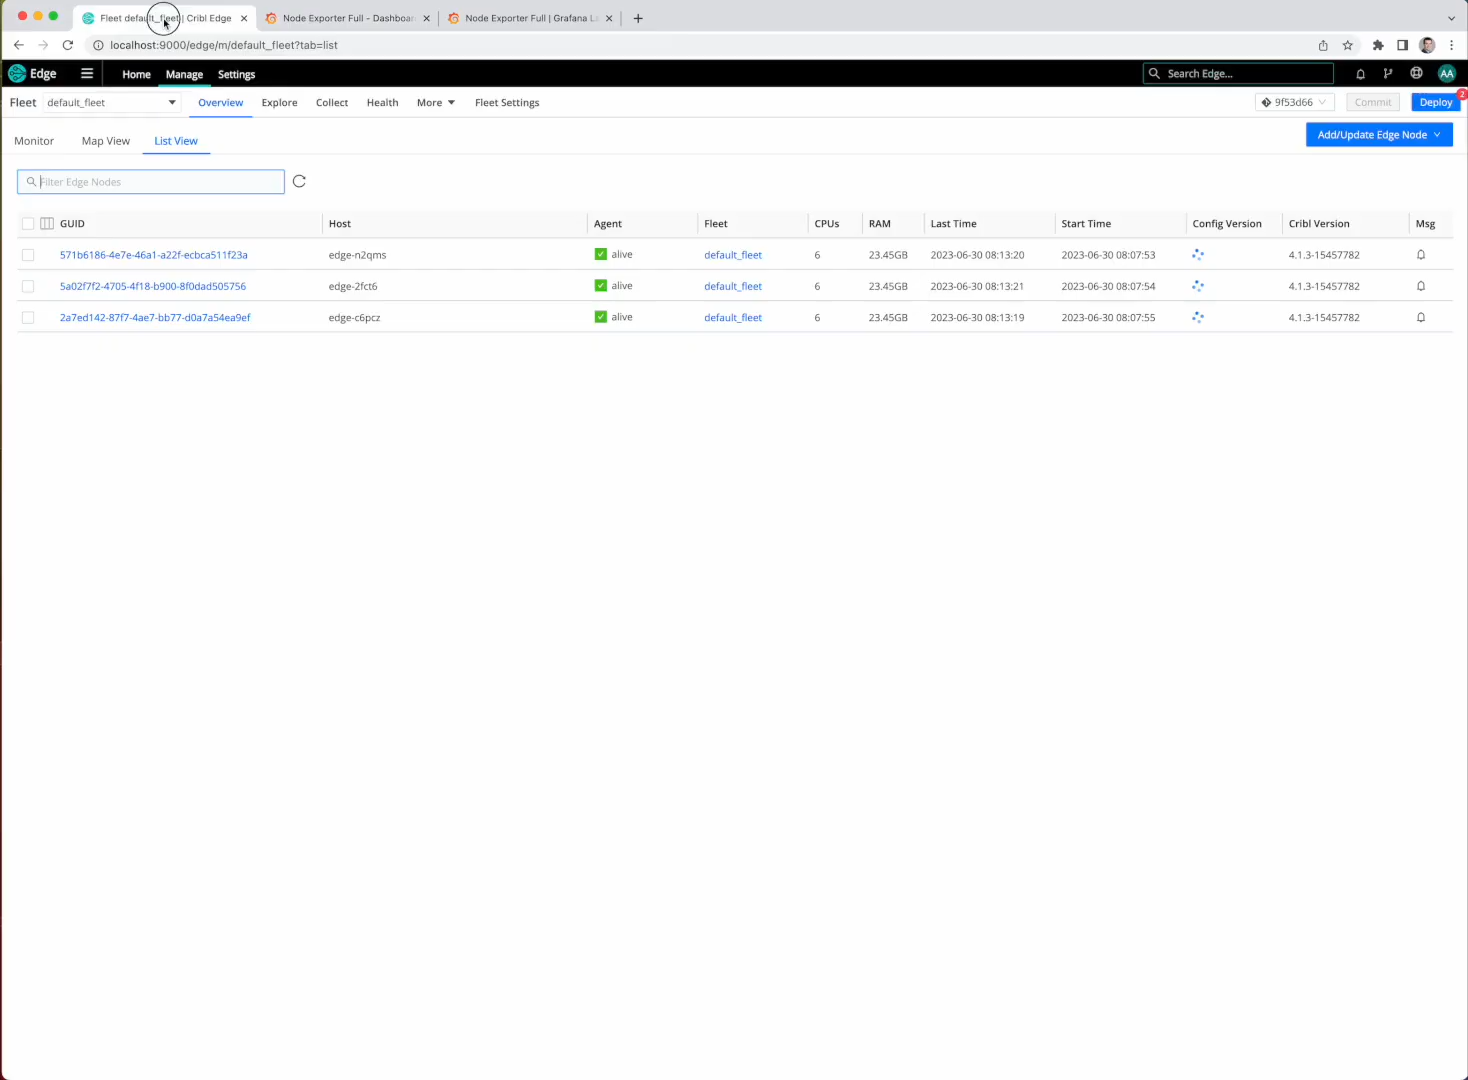 Fleet default_fleet | Cribl Edge
Node Exporter Full - Dashboar
Node Exporter Full | Grafana La
localhost:9000/edge/m/default_fleet?tab=list
Edge
Home
Manage
Settings
Search Edge...
AA
Fleet
default_fleet
Overview
Explore
Collect
Health
More
Fleet Settings
9f53d66
Commit
Deploy
2
Monitor
Map View
List View
Add/Update Edge Node
Filter Edge Nodes
GUID Host Agent Fleet CPUs RAM Last Time Start Time Config Version Cribl Version Msg
571b6186-4e7e-46a1-a22f-ecbca511f23a edge-n2qms alive default_fleet 6 23.45GB 2023-06-30 08:13:20 2023-06-30 08:07:53 4.1.3-15457782
5a02f7f2-4705-4f18-b900-8f0dad505756 edge-2fct6 alive default_fleet 6 23.45GB 2023-06-30 08:13:21 2023-06-30 08:07:54 4.1.3-15457782
2a7ed142-87f7-4ae7-bb77-d0a7a54ea9ef edge-c6pcz alive default_fleet 6 23.45GB 2023-06-30 08:13:19 2023-06-30 08:07:55 4.1.3-15457782